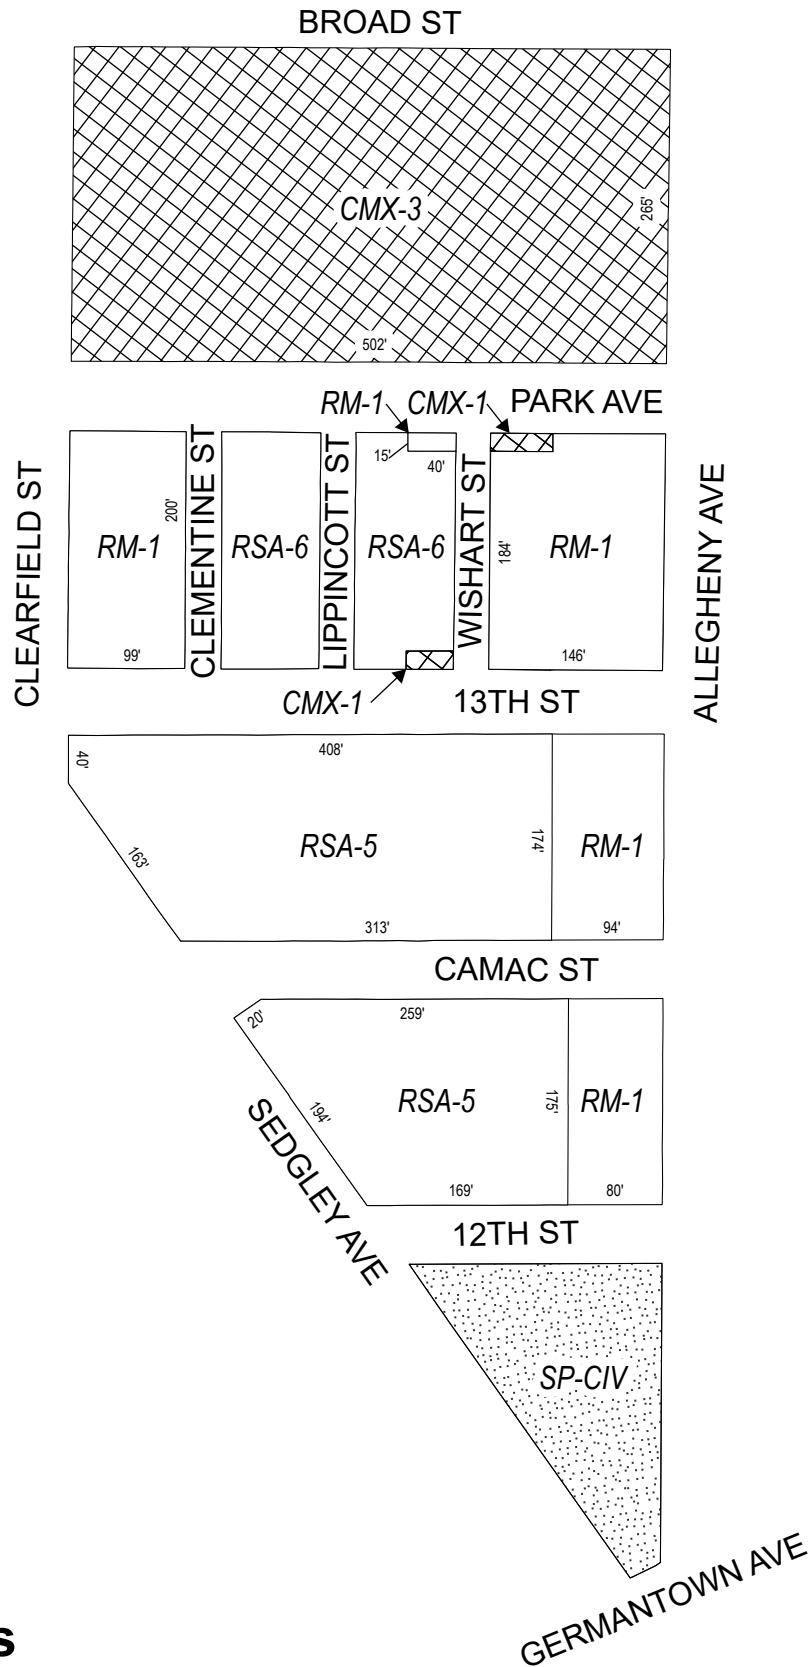 BROAD ST
CMX-3
265'
502'
RM-1
CMX-1
PARK AVE
15'
40'
CLEARFIELD ST
RM-1
200'
99'
CLEMENTINE ST
RSA-6
LIPPINCOTT ST
RSA-6
WISHART ST
184'
RM-1
146'
ALLEGHENY AVE
CMX-1
13TH ST
40'
408'
163'
RSA-5
174'
RM-1
313'
94'
CAMAC ST
20'
259'
194'
RSA-5
175'
RM-1
169'
80'
SEDGLEY AVE
12TH ST
SP-CIV
GERMANTOWN AVE
s